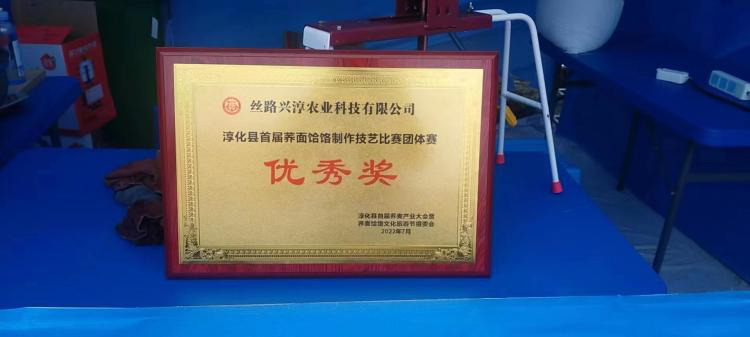 丝路兴淳农业科技有限公司
淳化县首届荞面饸饹制作技艺比赛团体赛
优秀奖
淳化县首届荞麦产业大会暨
荞面饸饹文化旅游节组委会
2022年7月